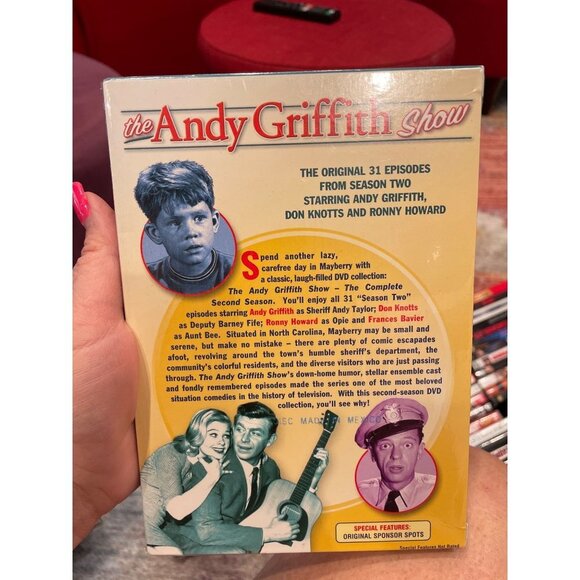 the Andy Griffith Show
THE ORIGINAL 31 EPISODES
FROM SEASON TWO
STARRING ANDY GRIFFITH,
DON KNOTTS AND RONNY HOWARD
Spend another lazy,
carefree day in Mayberry with
a classic, laugh-filled DVD collection:
The Andy Griffith Show – The Complete
Second Season. You'll enjoy all 31 "Season Two"
episodes starring Andy Griffith as Sheriff Andy Taylor; Don Knotts
as Deputy Barney Fife; Ronny Howard as Opie and Frances Bavier
as Aunt Bee. Situated in North Carolina, Mayberry may be small and
serene, but make no mistake – there are plenty of comic escapades
afoot, revolving around the town's humble sheriff's department, the
community's colorful residents, and the diverse visitors who are just passing
through. The Andy Griffith Show's down-home humor, stellar ensemble cast
and fondly remembered episodes made the series one of the most beloved
situation comedies in the history of television. With this second-season DVD
collection, you'll see why!
DISC MADE IN MEXICO
SPECIAL FEATURES:
ORIGINAL SPONSOR SPOTS
Special Features Not Rated